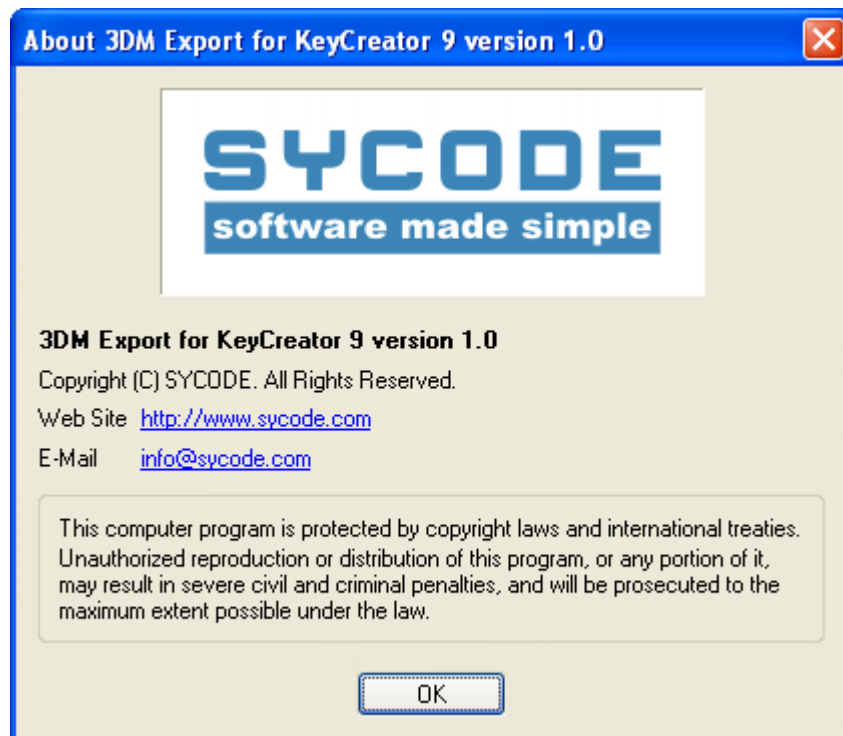 About 3DM Export for KeyCreator 9 version 1.0
SYCODE
software made simple
3DM Export for KeyCreator 9 version 1.0
Copyright (C) SYCODE. All Rights Reserved.
Web Site http://www.sycode.com
E-Mail info@sycode.com
This computer program is protected by copyright laws and international treaties.
Unauthorized reproduction or distribution of this program, or any portion of it,
may result in severe civil and criminal penalties, and will be prosecuted to the
maximum extent possible under the law.
OK